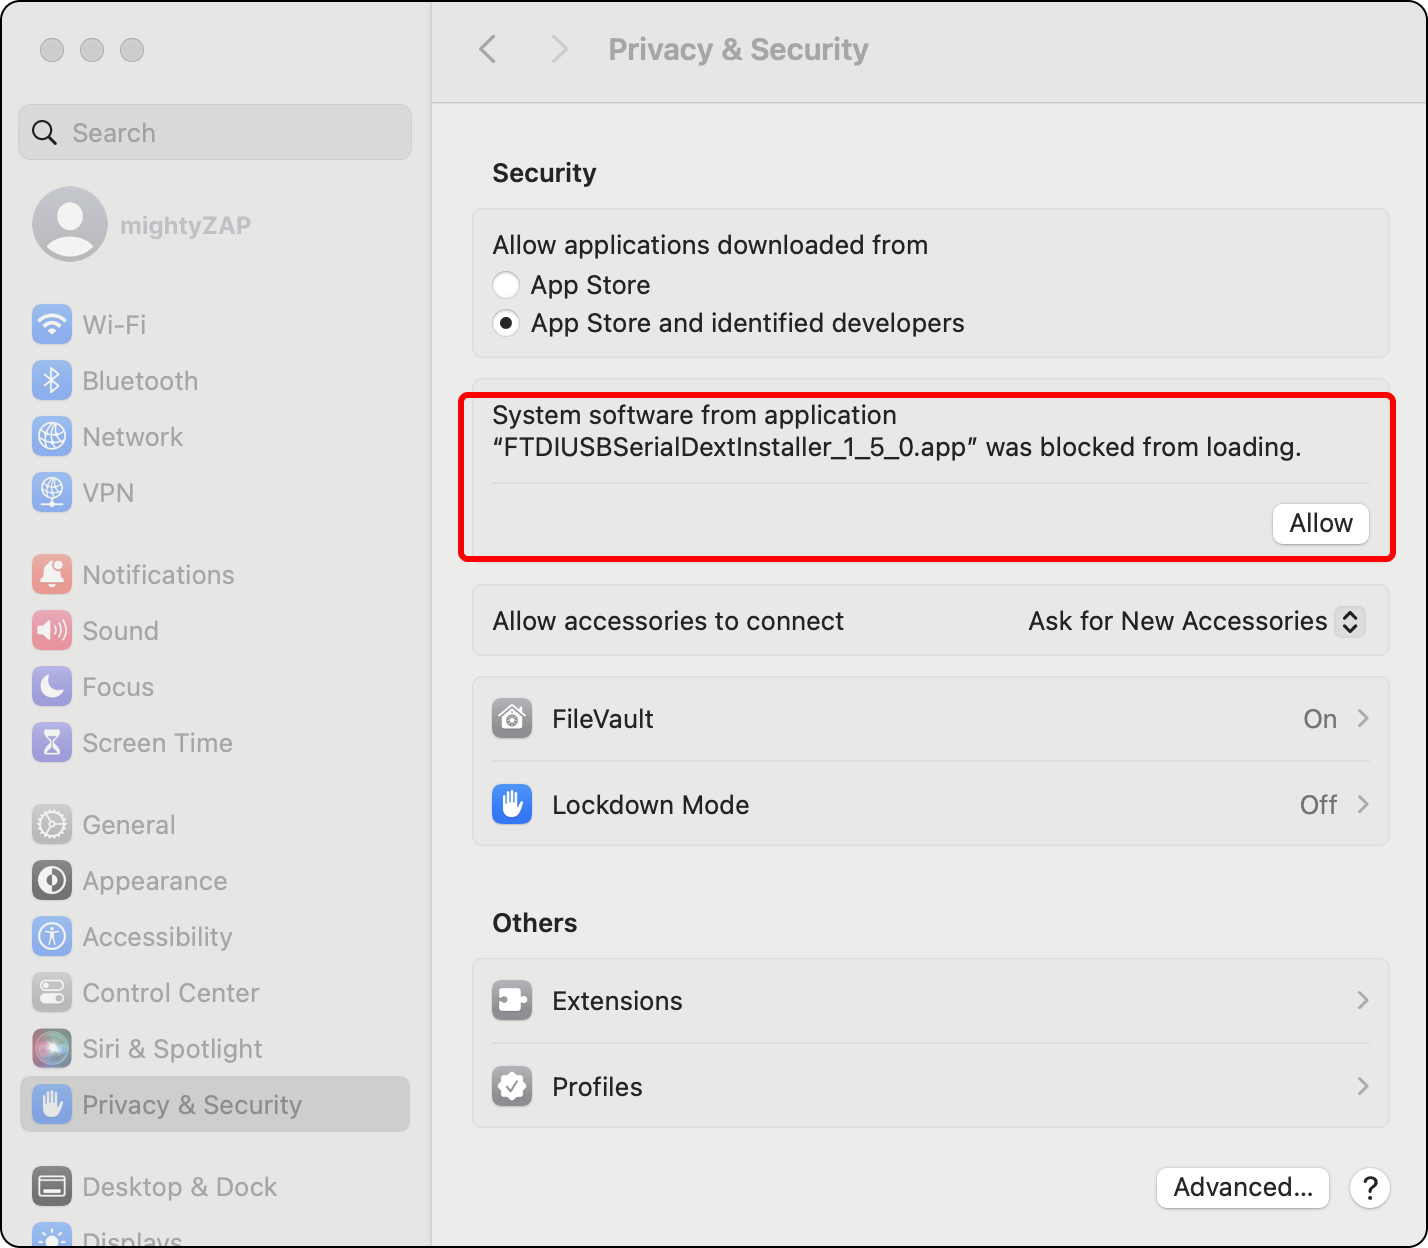 Privacy & Security
Search
mightyZAP
Wi-Fi
Bluetooth
Network
VPN
Notifications
Sound
Focus
Screen Time
General
Appearance
Accessibility
Control Center
Siri & Spotlight
Privacy & Security
Desktop & Dock
Displays
Security
Allow applications downloaded from
App Store
App Store and identified developers
System software from application
“FTDIUSBSerialDextInstaller_1_5_0.app” was blocked from loading.
Allow
Allow accessories to connect
Ask for New Accessories
FileVault
On
Lockdown Mode
Off
Others
Extensions
Profiles
Advanced...
?